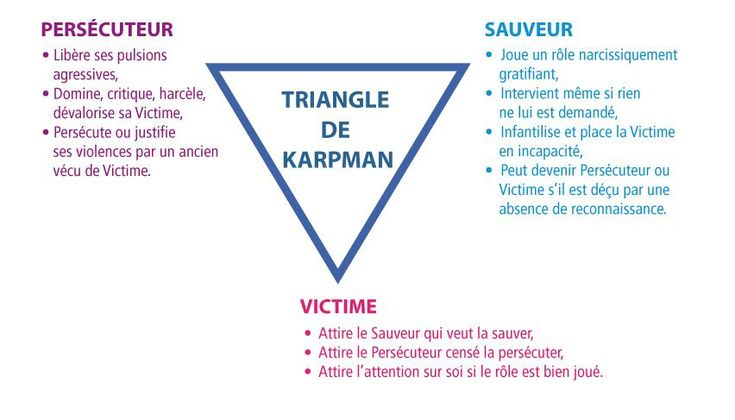 PERSÉCUTEUR
• Libère ses pulsions
agressives,
• Domine, critique, harcèle,
dévalorise sa Victime,
• Persécute ou justifie
ses violences par un ancien
vécu de Victime.
TRIANGLE
DE
KARPMAN
SAUVEUR
• Joue un rôle narcissiquement
gratifiant,
• Intervient même si rien
ne lui est demandé,
• Infantilise et place la Victime
en incapacité,
• Peut devenir Persécuteur ou
Victime s’il est déçu par une
absence de reconnaissance.
VICTIME
• Attire le Sauveur qui veut la sauver,
• Attire le Persécuteur censé la persécuter,
• Attire l’attention sur soi si le rôle est bien joué.